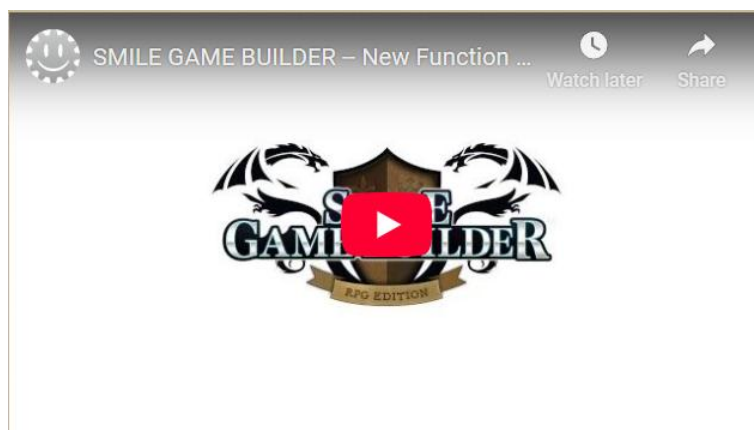 SMILE GAME BUILDER – New Function ...
Watch later
Share
GAME BUILDER
RPG EDITION